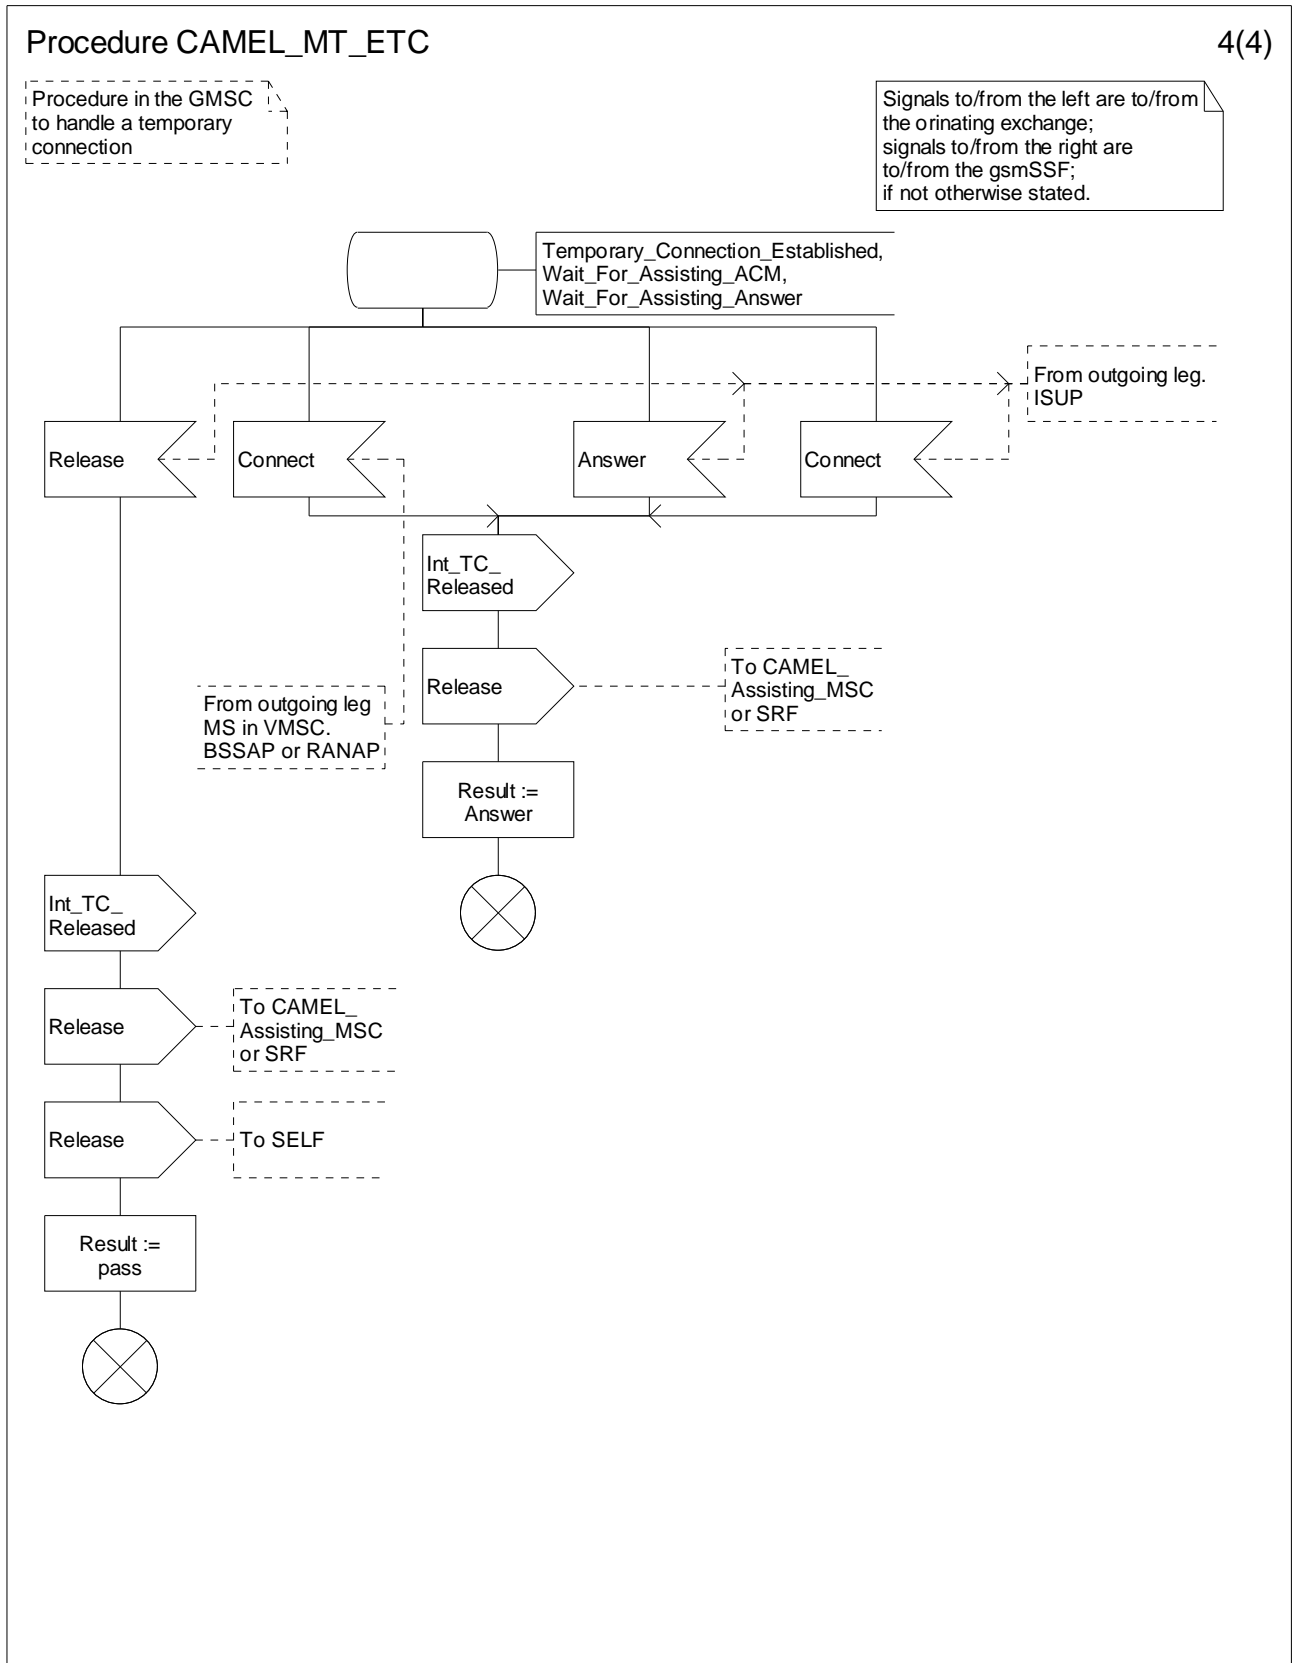 Procedure CAMEL_MT_ETC
4(4)
Procedure in the GMSC
to handle a temporary
connection
Signals to/from the left are to/from
the orinating exchange;
signals to/from the right are
to/from the gsmSSF;
if not otherwise stated.
Temporary_Connection_Established,
Wait_For_Assisting_ACM,
Wait_For_Assisting_Answer
From outgoing leg.
ISUP
Release
Connect
Answer
Connect
Int_TC_
Released
Release
To CAMEL_
Assisting_MSC
or SRF
From outgoing leg
MS in VMSC.
BSSAP or RANAP
Result :=
Answer
Int_TC_
Released
Release
To CAMEL_
Assisting_MSC
or SRF
Release
To SELF
Result :=
pass